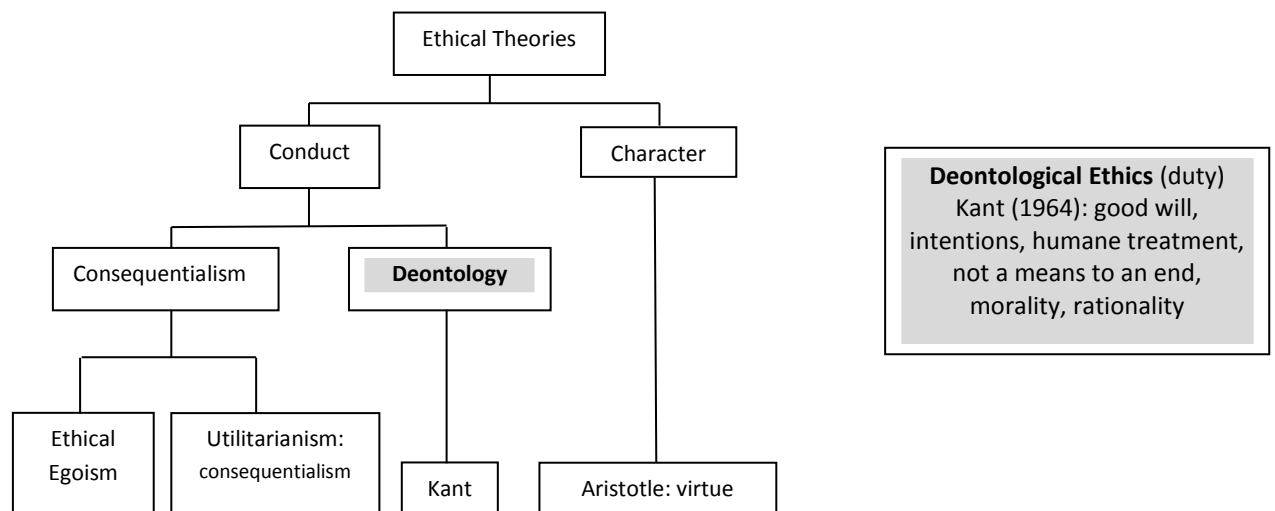 Ethical Theories
Conduct
Character
Consequentialism
Deontology
Ethical
Egoism
Utilitarianism:
consequentialism
Kant
Aristotle: virtue
Deontological Ethics (duty)
Kant (1964): good will,
intentions, humane treatment,
not a means to an end,
morality, rationality